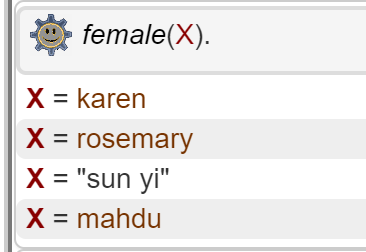 female(X).
X = karen
X = rosemary
X = "sun yi"
X = mahdu